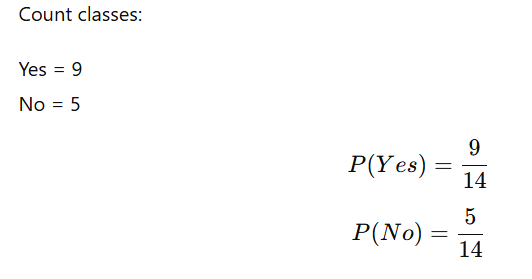 Count classes:
Yes = 9
No = 5
P(Yes) = 9/14
P(No) = 5/14